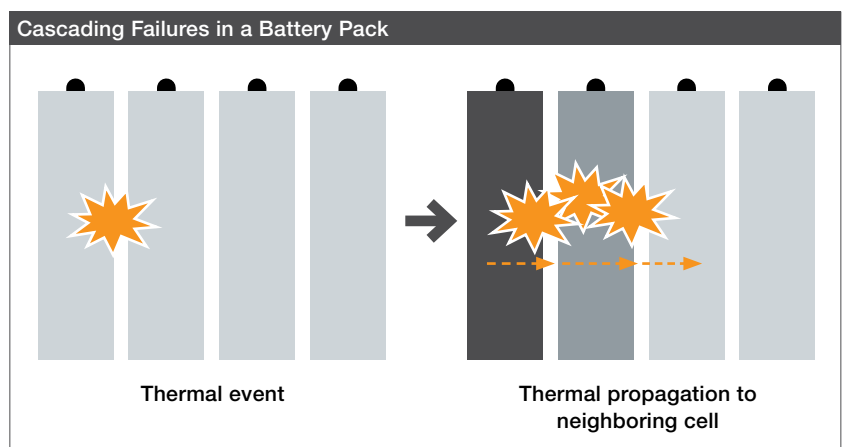 Cascading Failures in a Battery Pack
Thermal event
Thermal propagation to
neighboring cell